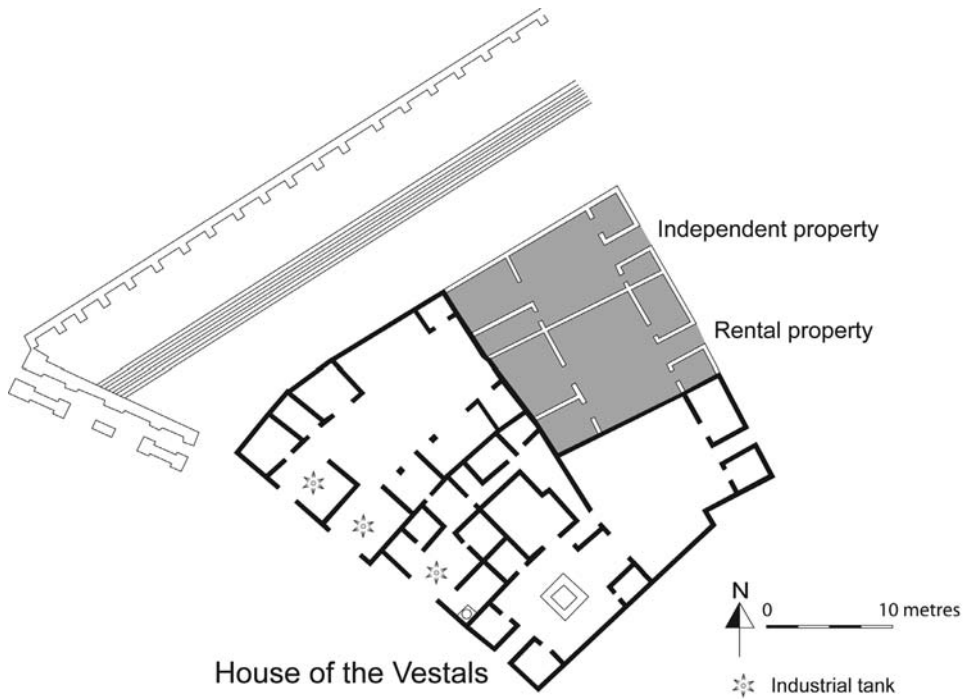 Independent property
Rental property
N
0 10 metres
House of the Vestals
Industrial tank